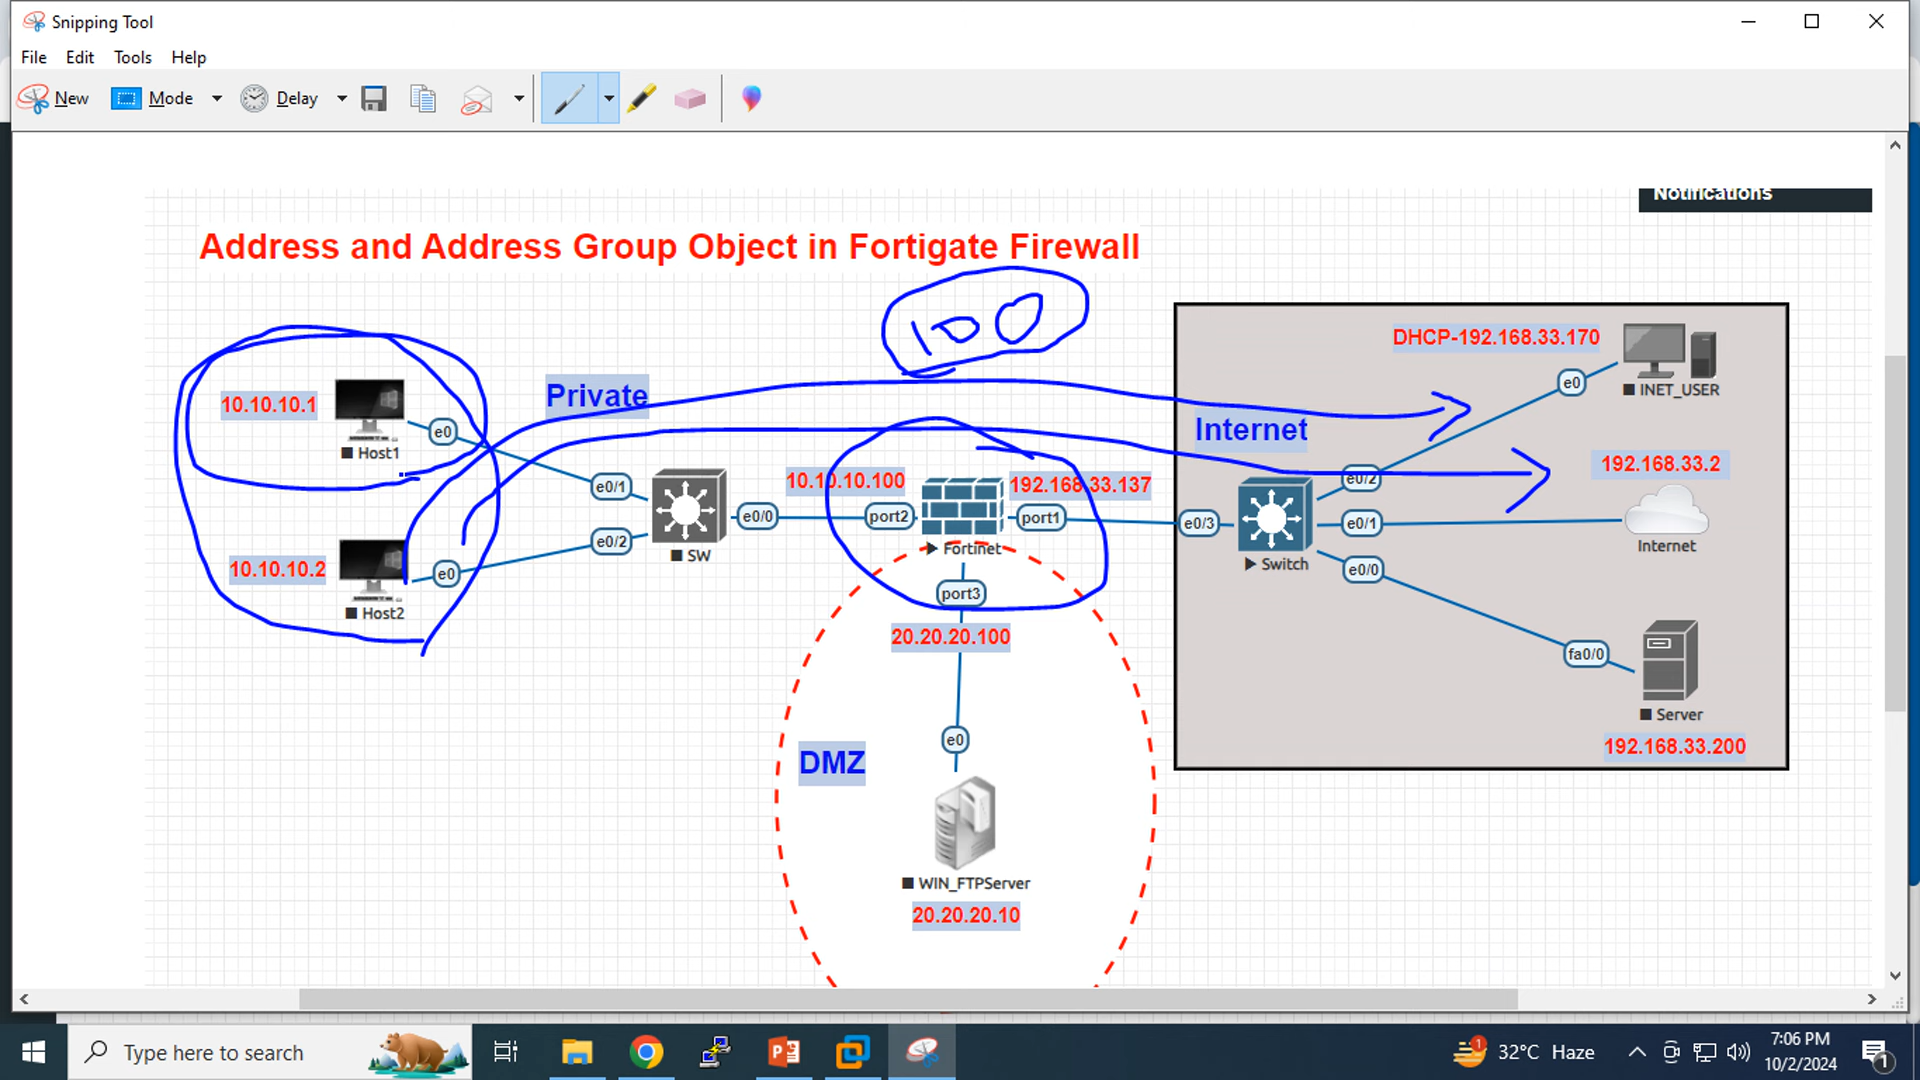 Snipping Tool
File Edit Tools Help
New Mode Delay
Notifications
Address and Address Group Object in Fortigate Firewall
100
DHCP-192.168.33.170
e0
INET_USER
10.10.10.1
Private
e0
Host1
Internet
192.168.33.2
e0/1
10.10.10.100
192.168.33.137
e0/2
e0/0
port2
port1
e0/3
e0/1
Internet
SW
Fortinet
Switch
e0/2
10.10.10.2
e0
e0/0
Host2
port3
20.20.20.100
fa0/0
Server
192.168.33.200
e0
DMZ
WIN_FTPServer
20.20.20.10
Type here to search
1
32°C Haze
7:06 PM
10/2/2024
1